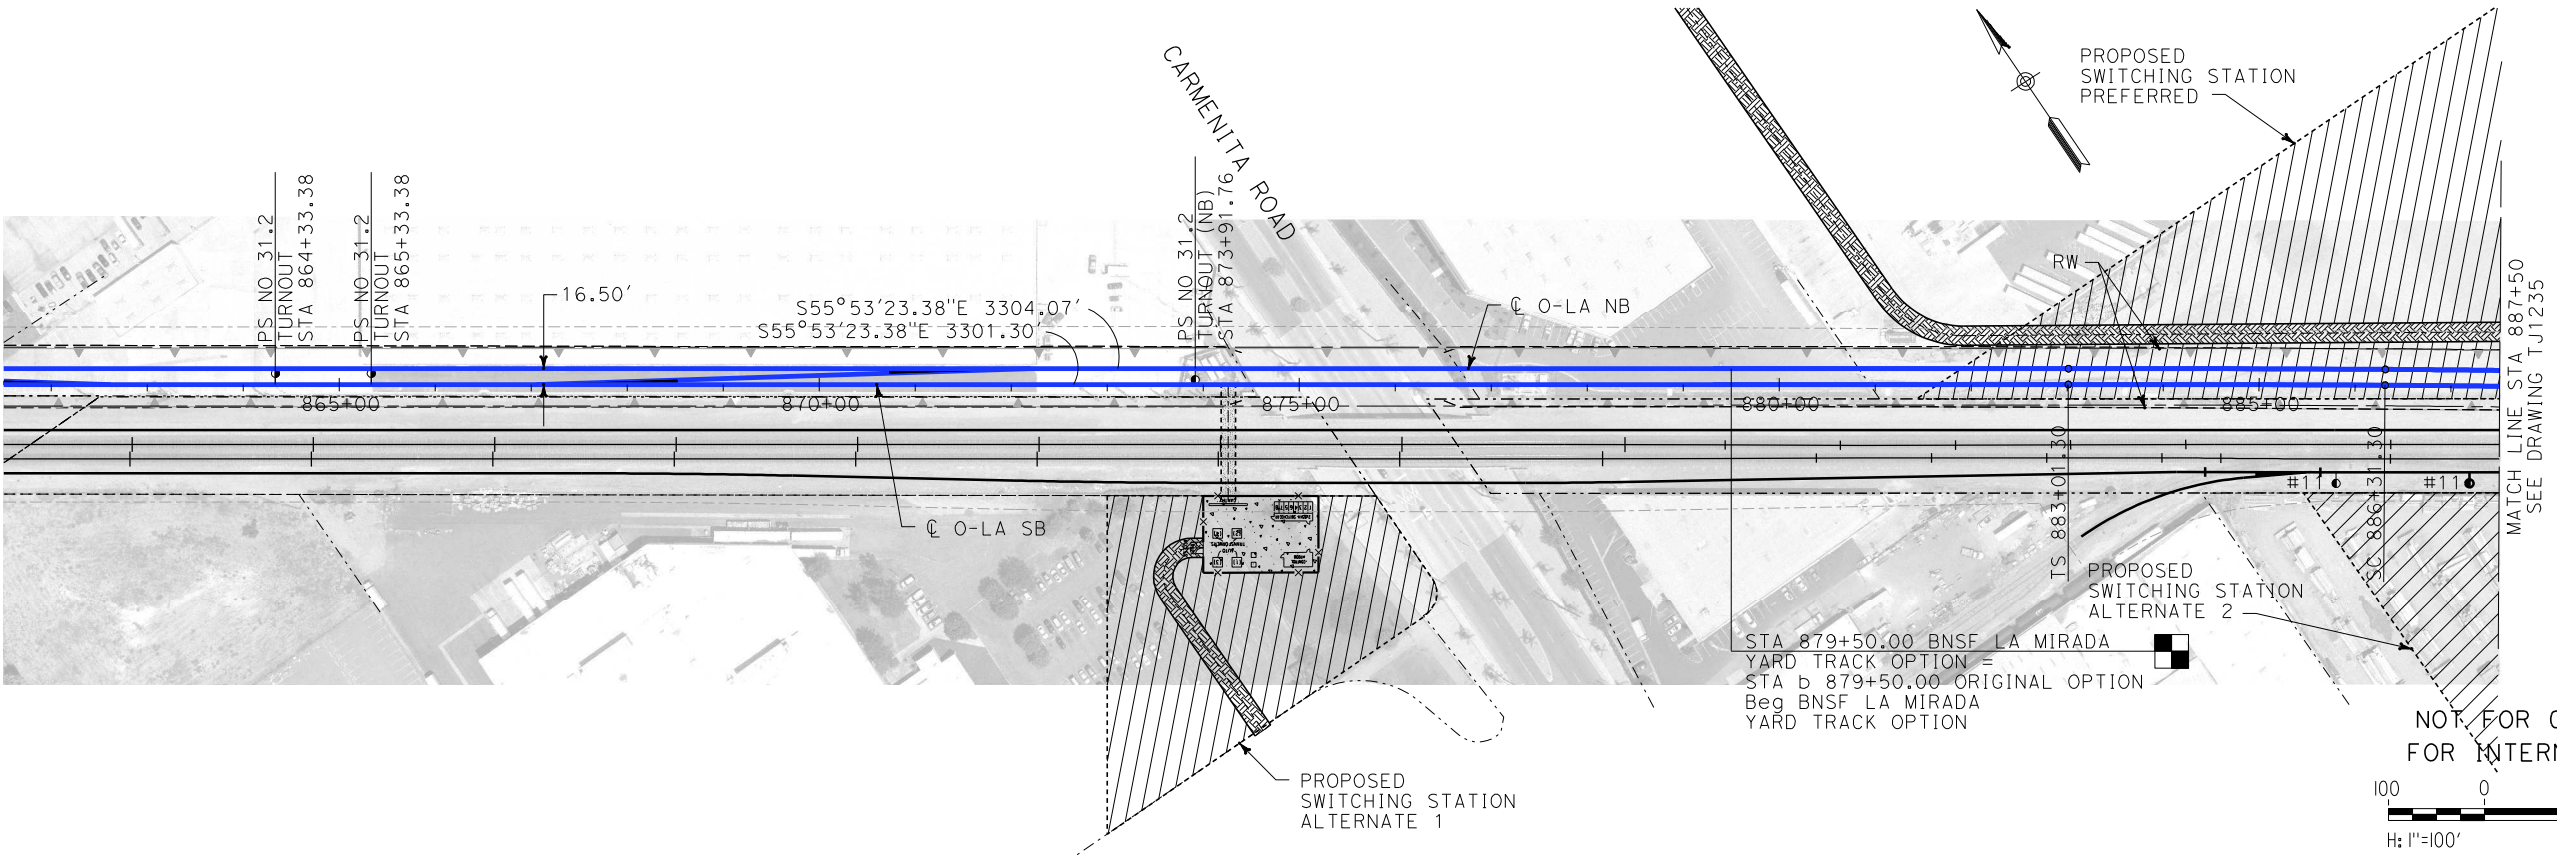 CARMENITA ROAD
PROPOSED
SWITCHING STATION
PREFERRED
PS NO 31.2
TURNOUT
STA 864+33.38
PS NO 31.2
TURNOUT
STA 865+33.38
16.50'
S55°53'23.38"E 3304.07'
S55°53'23.38"E 3301.30'
PS NO 31.2
TURNOUT (NB)
STA 873+91.76
℄ O-LA NB
RW
MATCH LINE STA 887+50
SEE DRAWING TJ1235
865+00
870+00
875+00
880+00
885+00
℄ O-LA SB
TS 883+01.30
SC 886+31.30
#11
#11
PROPOSED
SWITCHING STATION
ALTERNATE 2
STA 879+50.00 BNSF LA MIRADA
YARD TRACK OPTION =
STA b 879+50.00 ORIGINAL OPTION
Beg BNSF LA MIRADA
YARD TRACK OPTION
PROPOSED
SWITCHING STATION
ALTERNATE 1
NOT FOR
FOR INTERN
100 0
H: 1"=100'